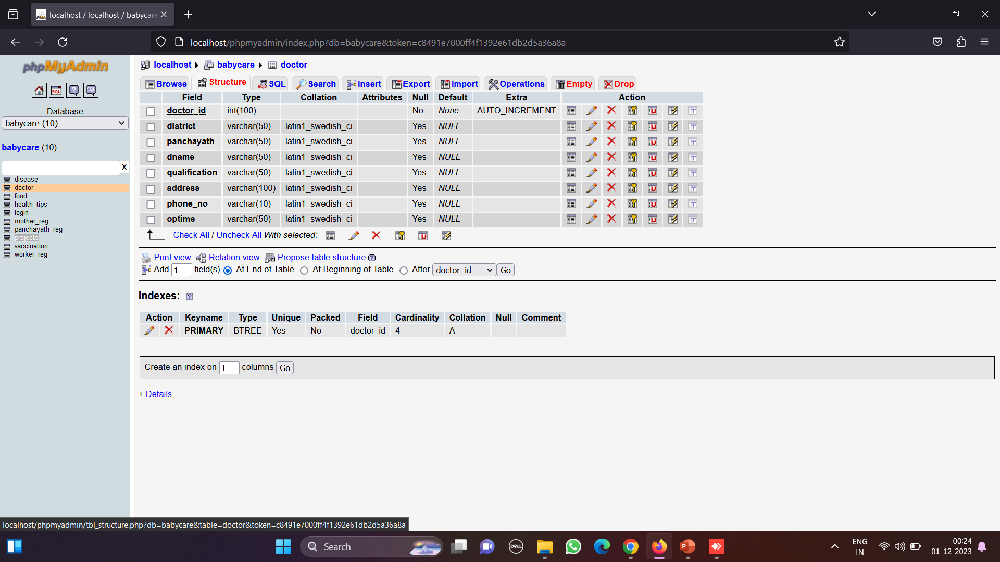 localhost / localhost / babycare
localhost/phpmyadmin/index.php?db=babycare&token=c8491e7000ff4f1392e61db2d5a36a8a
phpMyAdmin
SQL
SQL
Database
babycare (10)
babycare (10)
X
disease
doctor
food
health_tips
login
mother_reg
panchayath_reg
projects
vaccination
worker_reg
localhost babycare doctor
Browse Structure SQL Search Insert Export Import Operations Empty Drop
Field Type Collation Attributes Null Default Extra Action
doctor_id int(100) No None AUTO_INCREMENT
district varchar(50) latin1_swedish_ci Yes NULL
panchayath varchar(50) latin1_swedish_ci Yes NULL
dname varchar(50) latin1_swedish_ci Yes NULL
qualification varchar(50) latin1_swedish_ci Yes NULL
address varchar(100) latin1_swedish_ci Yes NULL
phone_no varchar(10) latin1_swedish_ci Yes NULL
optime varchar(50) latin1_swedish_ci Yes NULL
Check All / Uncheck All With selected:
Print view Relation view Propose table structure
Add 1 field(s) At End of Table At Beginning of Table After doctor_id Go
Indexes:
Action Keyname Type Unique Packed Field Cardinality Collation Null Comment
PRIMARY BTREE Yes No doctor_id 4 A
Create an index on 1 columns Go
+ Details...
localhost/phpmyadmin/tbl_structure.php?db=babycare&table=doctor&token=c8491e7000ff4f1392e61db2d5a36a8a
Search
DELL
ENG
IN
00:24
01-12-2023